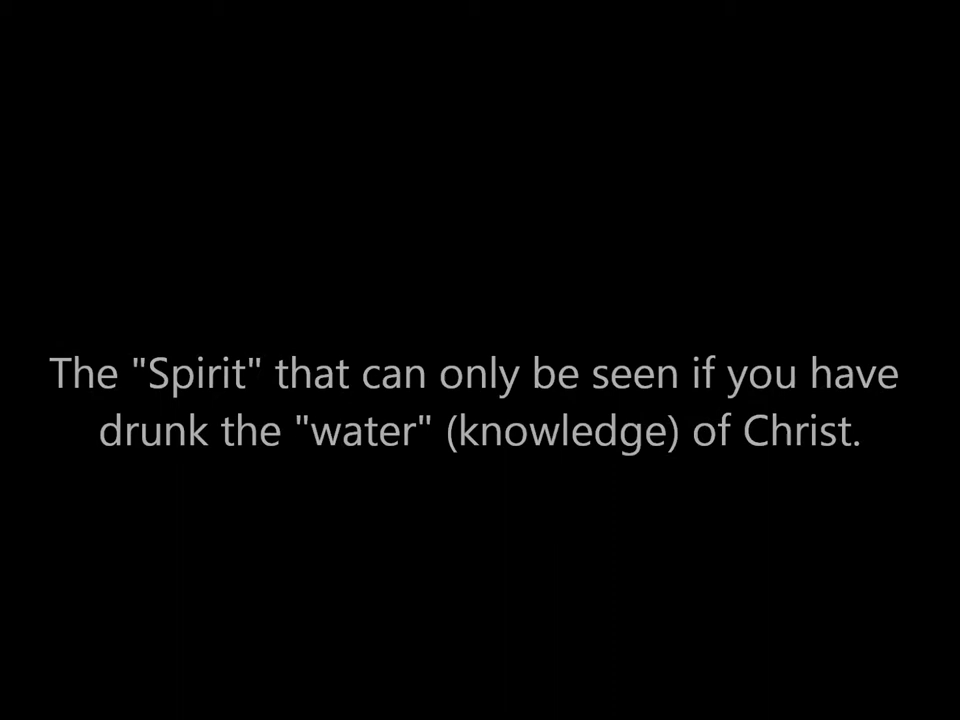 The "Spirit" that can only be seen if you have
drunk the "water" (knowledge) of Christ.